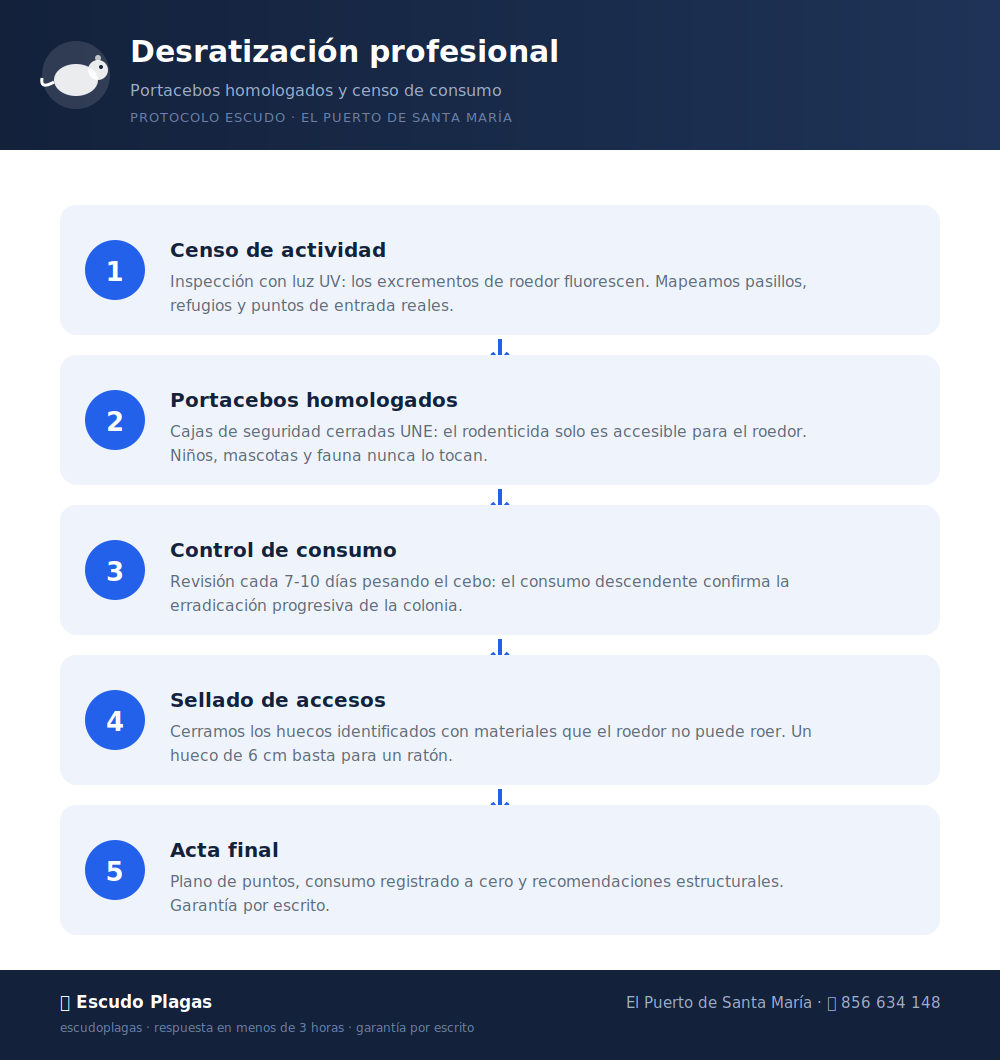 Desratización profesional
Portacebos homologados y censo de consumo
PROTOCOLO ESCUDO · EL PUERTO DE SANTA MARÍA
1
Censo de actividad
Inspección con luz UV: los excrementos de roedor fluorescen. Mapeamos pasillos,
refugios y puntos de entrada reales.
2
Portacebos homologados
Cajas de seguridad cerradas UNE: el rodenticida solo es accesible para el roedor.
Niños, mascotas y fauna nunca lo tocan.
3
Control de consumo
Revisión cada 7-10 días pesando el cebo: el consumo descendente confirma la
erradicación progresiva de la colonia.
4
Sellado de accesos
Cerramos los huecos identificados con materiales que el roedor no puede roer. Un
hueco de 6 cm basta para un ratón.
5
Acta final
Plano de puntos, consumo registrado a cero y recomendaciones estructurales.
Garantía por escrito.
Escudo Plagas
El Puerto de Santa María · 856 634 148
escudoplagas · respuesta en menos de 3 horas · garantía por escrito